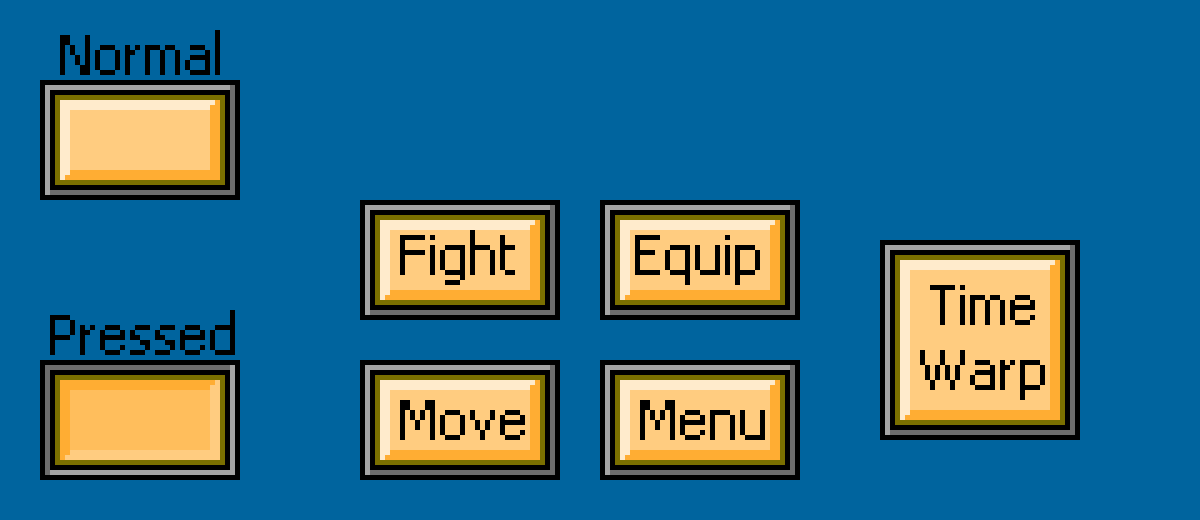 Normal
Pressed
Fight
Equip
Move
Menu
Time
Warp